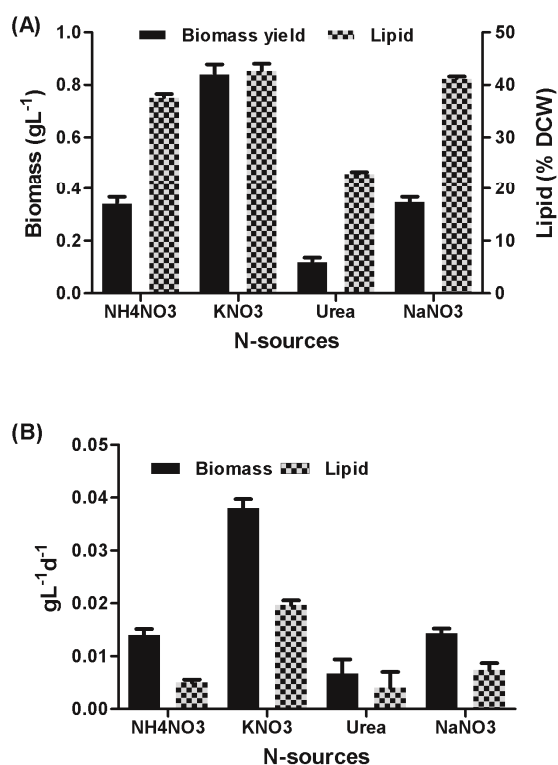 (A)
Biomass yield Lipid
Biomass (gL-1)
1.0
0.8
0.6
0.4
0.2
0.0
50
40
30
20
10
0
Lipid (% DCW)
NH4NO3 KNO3 Urea NaNO3
N-sources
(B)
Biomass Lipid
gL-1d-1
0.05
0.04
0.03
0.02
0.01
0.00
NH4NO3 KNO3 Urea NaNO3
N-sources